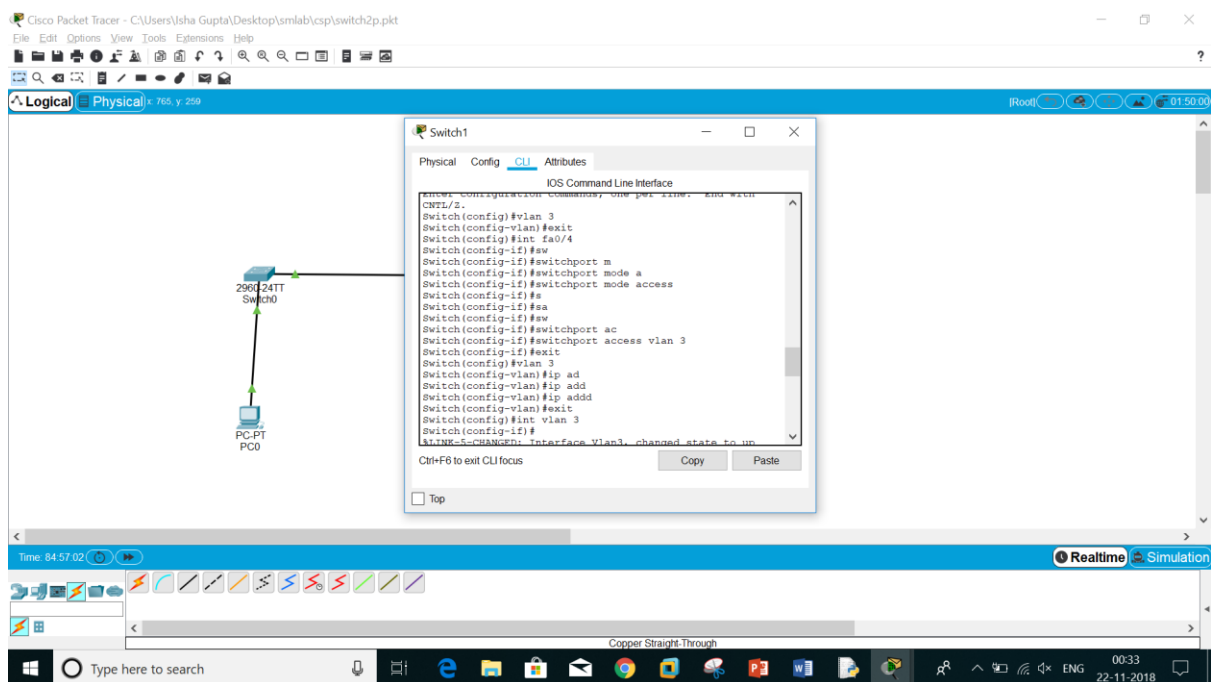 Cisco Packet Tracer - C:\Users\Isha Gupta\Desktop\smlab\csp\switch2p.pkt
File Edit Options View Tools Extensions Help
?
Logical Physical x: 765, y: 259 [Root] 01:50:00
Switch1
Physical Config CLI Attributes
IOS Command Line Interface
Enter configuration commands, one per line. End with
CNTL/Z.
Switch(config)#vlan 3
Switch(config-vlan)#exit
Switch(config)#int fa0/4
Switch(config-if)#sw
Switch(config-if)#switchport m
Switch(config-if)#switchport mode a
Switch(config-if)#switchport mode access
Switch(config-if)#s
Switch(config-if)#sa
Switch(config-if)#sw
Switch(config-if)#switchport ac
Switch(config-if)#switchport access vlan 3
Switch(config-if)#exit
Switch(config)#vlan 3
Switch(config-vlan)#ip ad
Switch(config-vlan)#ip add
Switch(config-vlan)#ip addd
Switch(config-vlan)#exit
Switch(config)#int vlan 3
Switch(config-if)#
%LINK-5-CHANGED: Interface Vlan3, changed state to up
Ctrl+F6 to exit CLI focus Copy Paste
Top
2960-24TT
Switch0
PC-PT
PC0
Time: 84:57:02 Realtime Simulation
Copper Straight-Through
Type here to search ENG 00:33
22-11-2018